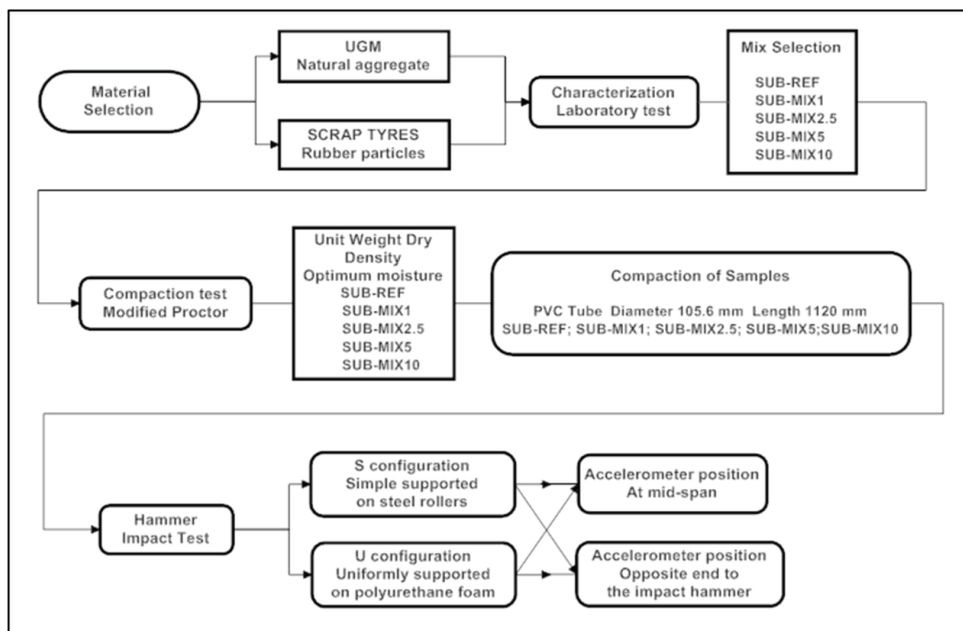 Material
Selection
UGM
Natural aggregate
SCRAP TYRES
Rubber particles
Characterization
Laboratory test
Mix Selection
SUB-REF
SUB-MIX1
SUB-MIX2.5
SUB-MIX5
SUB-MIX10
Compaction test
Modified Proctor
Unit Weight Dry
Density
Optimum moisture
SUB-REF
SUB-MIX1
SUB-MIX2.5
SUB-MIX5
SUB-MIX10
Compaction of Samples
PVC Tube Diameter 105.6 mm Length 1120 mm
SUB-REF; SUB-MIX1; SUB-MIX2.5; SUB-MIX5;SUB-MIX10
Hammer
Impact Test
S configuration
Simple supported
on steel rollers
U configuration
Uniformly supported
on polyurethane foam
Accelerometer position
At mid-span
Accelerometer position
Opposite end to
the impact hammer